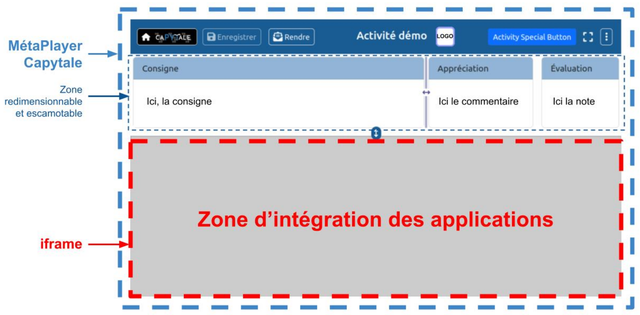 MétaPlayer
Capytale
Zone
redimensionnable
et escamotable
iframe
CAPYTALE
Enregistrer
Rendre
Activité démo
LOGO
Activity Special Button
Consigne
Appréciation
Évaluation
Ici, la consigne
Ici le commentaire
Ici la note
Zone d’intégration des applications